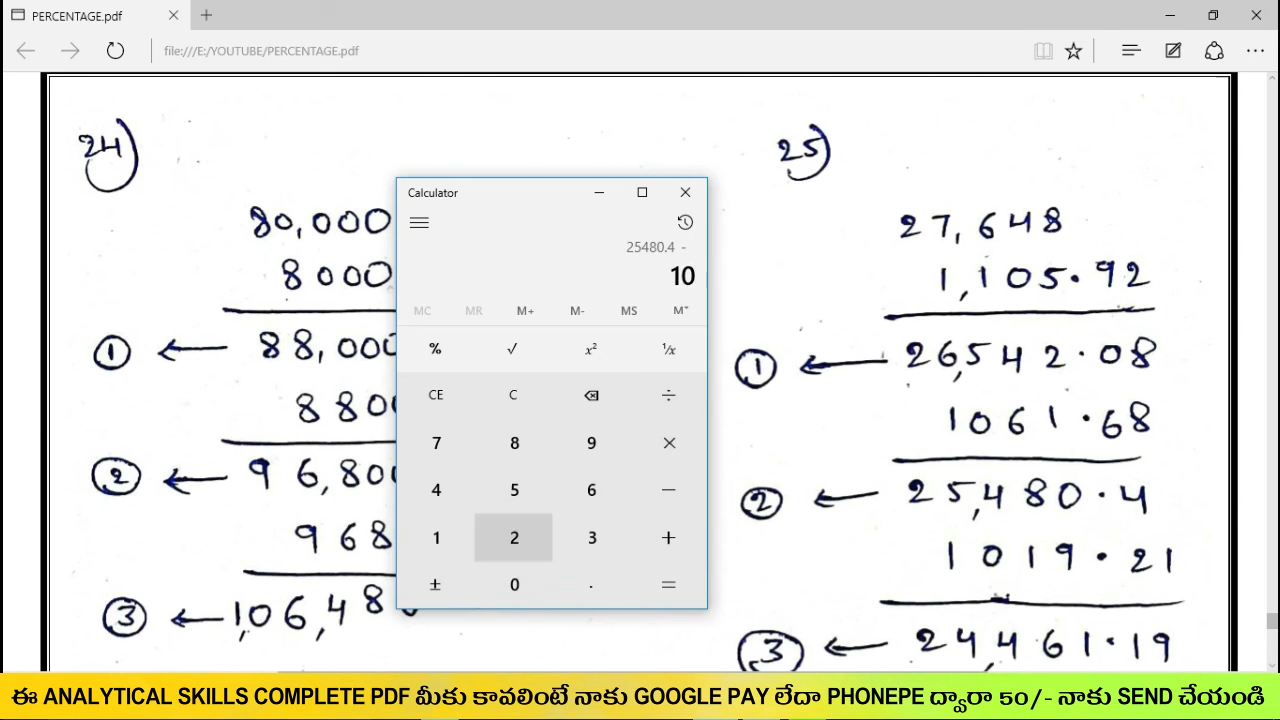 PERCENTAGE.pdf
file:///E:/YOUTUBE/PERCENTAGE.pdf
24)
80,000
8000
① ← 88,000
880
② ← 96,80
968
③ ← 106,48
Calculator
25480.4 -
10
MC MR M+ M- MS M˅
% √ x² ¹/x
CE C ⌫ ÷
7 8 9 ×
4 5 6 −
1 2 3 +
± 0 . =
25)
27,648
1,105.92
① ← 26,542.08
1061.68
② ← 25,480.4
1019.21
③ ← 24,461.19
ఈ ANALYTICAL SKILLS COMPLETE PDF మీకు కావలింటే నాకు GOOGLE PAY లేదా PHONEPE ద్వారా 50/- నాకు SEND చేయండి